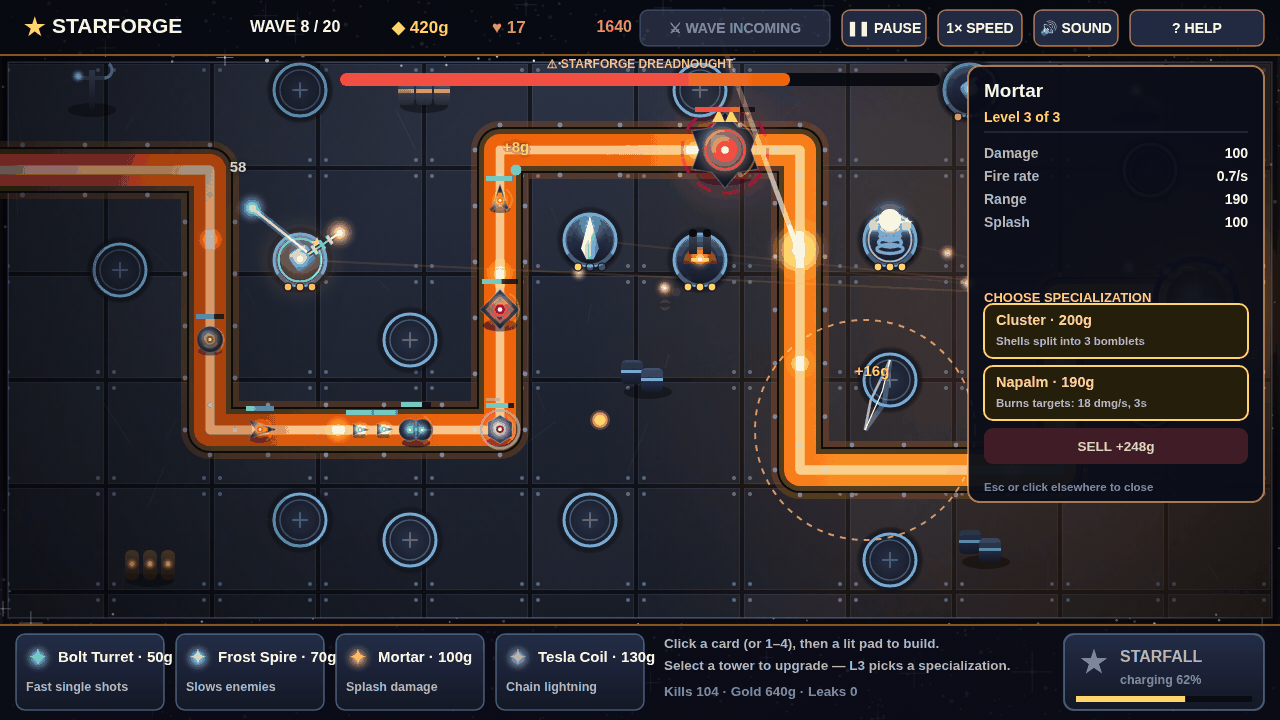 ★ STARFORGE
WAVE 8 / 20
◆ 420g
♥ 17
1640
⚔ WAVE INCOMING
❚❚ PAUSE
1× SPEED
🔊 SOUND
? HELP
⚠ STARFORGE DREADNOUGHT
+8g
58
+16g
Mortar
Level 3 of 3
Damage 100
Fire rate 0.7/s
Range 190
Splash 100
CHOOSE SPECIALIZATION
Cluster · 200g
Shells split into 3 bomblets
Napalm · 190g
Burns targets: 18 dmg/s, 3s
SELL +248g
Esc or click elsewhere to close
Bolt Turret · 50g
Fast single shots
Frost Spire · 70g
Slows enemies
Mortar · 100g
Splash damage
Tesla Coil · 130g
Chain lightning
Click a card (or 1–4), then a lit pad to build.
Select a tower to upgrade — L3 picks a specialization.
Kills 104 · Gold 640g · Leaks 0
STARFALL
charging 62%